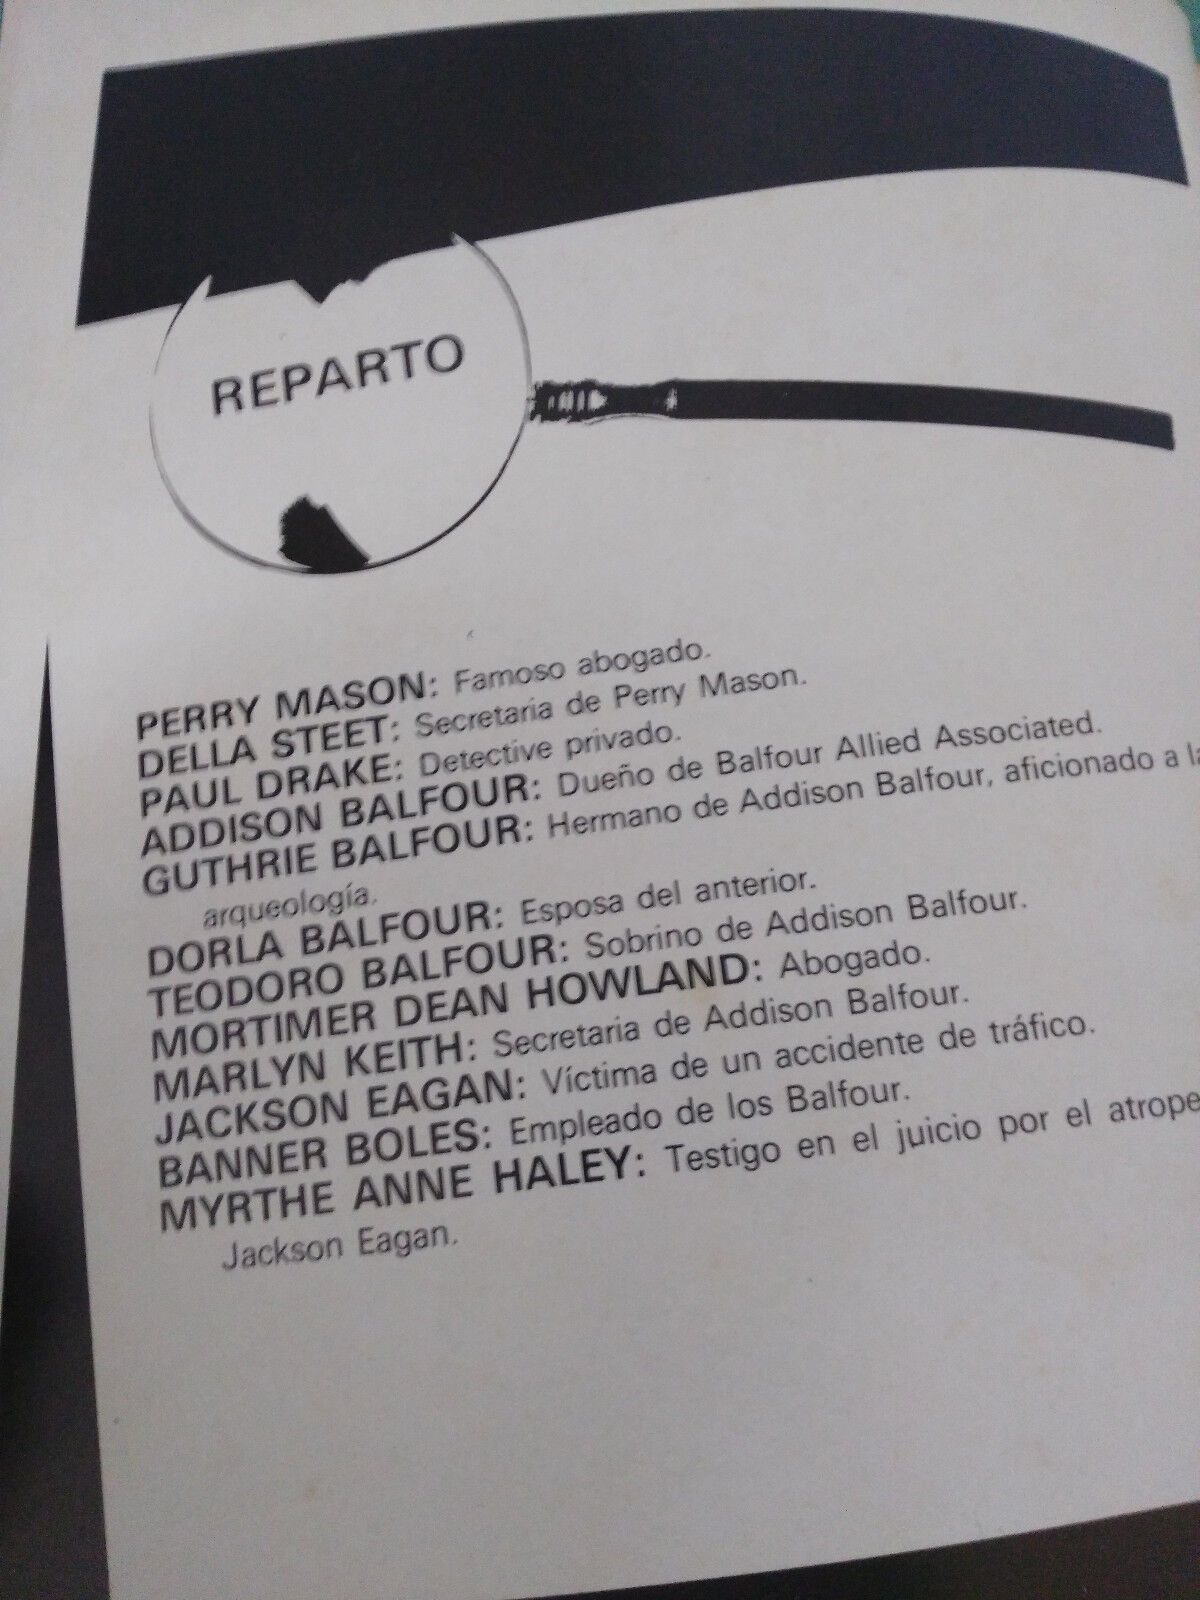 REPARTO
PERRY MASON: Famoso abogado.
DELLA STEET: Secretaria de Perry Mason.
PAUL DRAKE: Detective privado.
ADDISON BALFOUR: Dueño de Balfour Allied Associated.
GUTHRIE BALFOUR: Hermano de Addison Balfour, aficionado a la
arqueología.
DORLA BALFOUR: Esposa del anterior.
TEODORO BALFOUR: Sobrino de Addison Balfour.
MORTIMER DEAN HOWLAND: Abogado.
MARLYN KEITH: Secretaria de Addison Balfour.
JACKSON EAGAN: Víctima de un accidente de tráfico.
BANNER BOLES: Empleado de los Balfour.
MYRTHE ANNE HALEY: Testigo en el juicio por el atrope
Jackson Eagan.